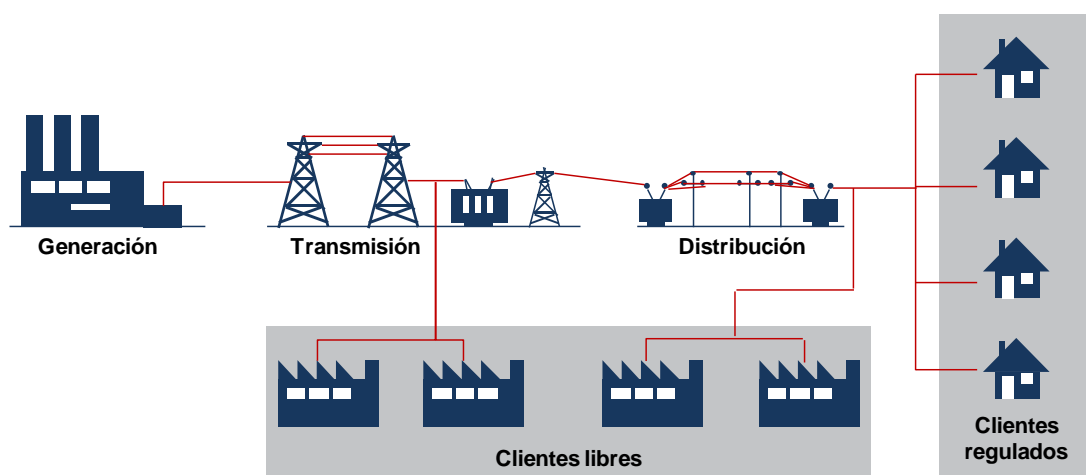 Generación
Transmisión
Distribución
Clientes libres
Clientes
regulados